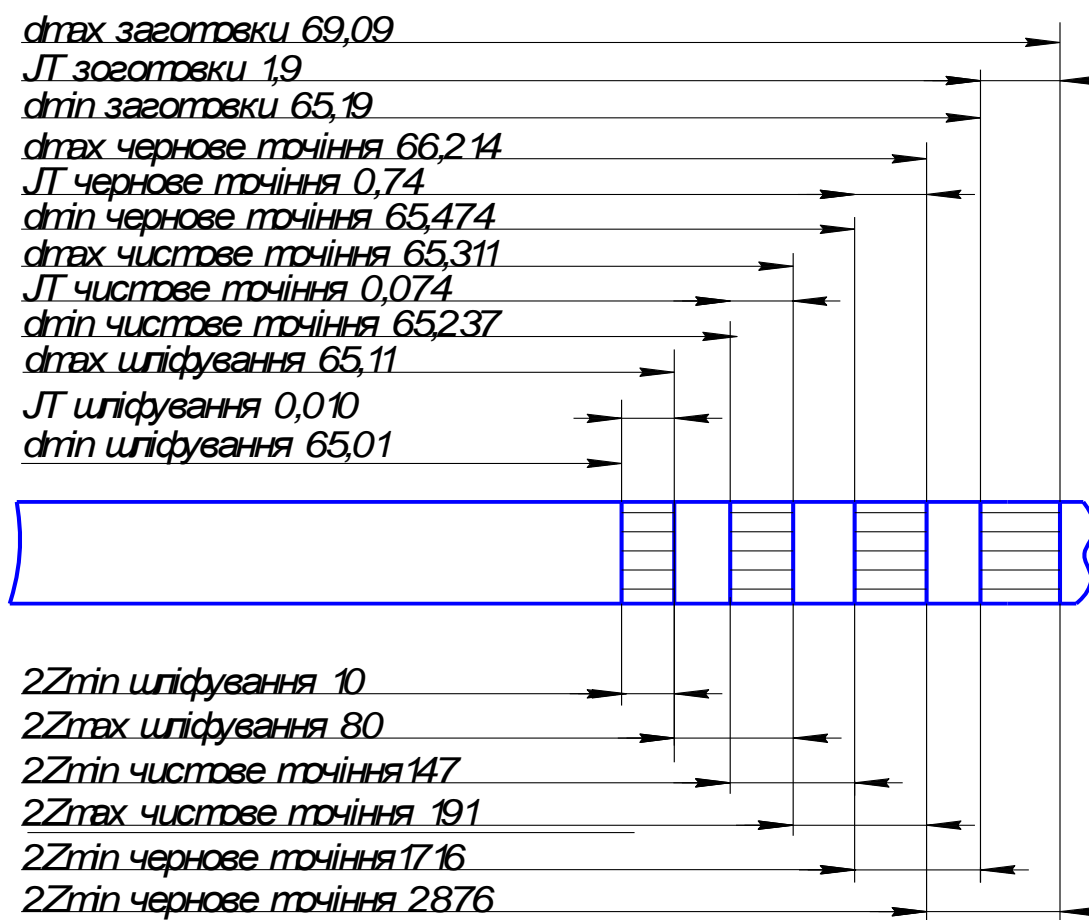 dmax заготовки 69,09
JT зоготовки 1,9
dmin заготовки 65,19
dmax чернове точіння 66,214
JT чернове точіння 0,74
dmin чернове точіння 65,474
dmax чистове точіння 65,311
JT чистове точіння 0,074
dmin чистове точіння 65,237
dmax шліфування 65,11
JT шліфування 0,010
dmin шліфування 65,01
2Zmin шліфування 10
2Zmax шліфування 80
2Zmin чистове точіння 147
2Zmax чистове точіння 191
2Zmin чернове точіння 1716
2Zmin чернове точіння 2876